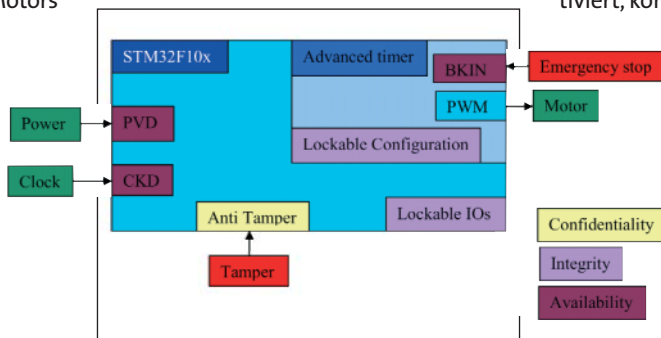 Motors
tiviert, kor
STM32F10x
Advanced timer
BKIN
Emergency stop
Power
PVD
PWM
Motor
Lockable Configuration
Clock
CKD
Anti Tamper
Lockable IOs
Tamper
Confidentiality
Integrity
Availability